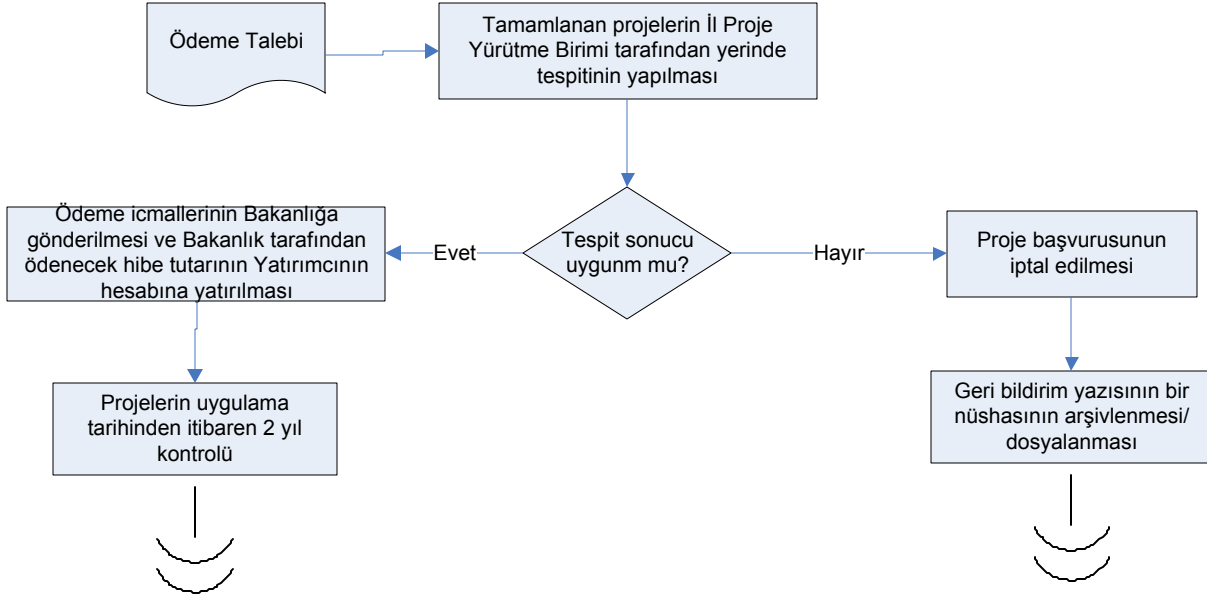 Ödeme Talebi
Tamamlanan projelerin İl Proje
Yürütme Birimi tarafından yerinde
tespitinin yapılması
Ödeme icmallerinin Bakanlığa
gönderilmesi ve Bakanlık tarafından
ödenecek hibe tutarının Yatırımcının
hesabına yatırılması
Evet
Tespit sonucu
uygunm mu?
Hayır
Proje başvurusunun
iptal edilmesi
Projelerin uygulama
tarihinden itibaren 2 yıl
kontrolü
Geri bildirim yazısının bir
nüshasının arşivlenmesi/
dosyalanması